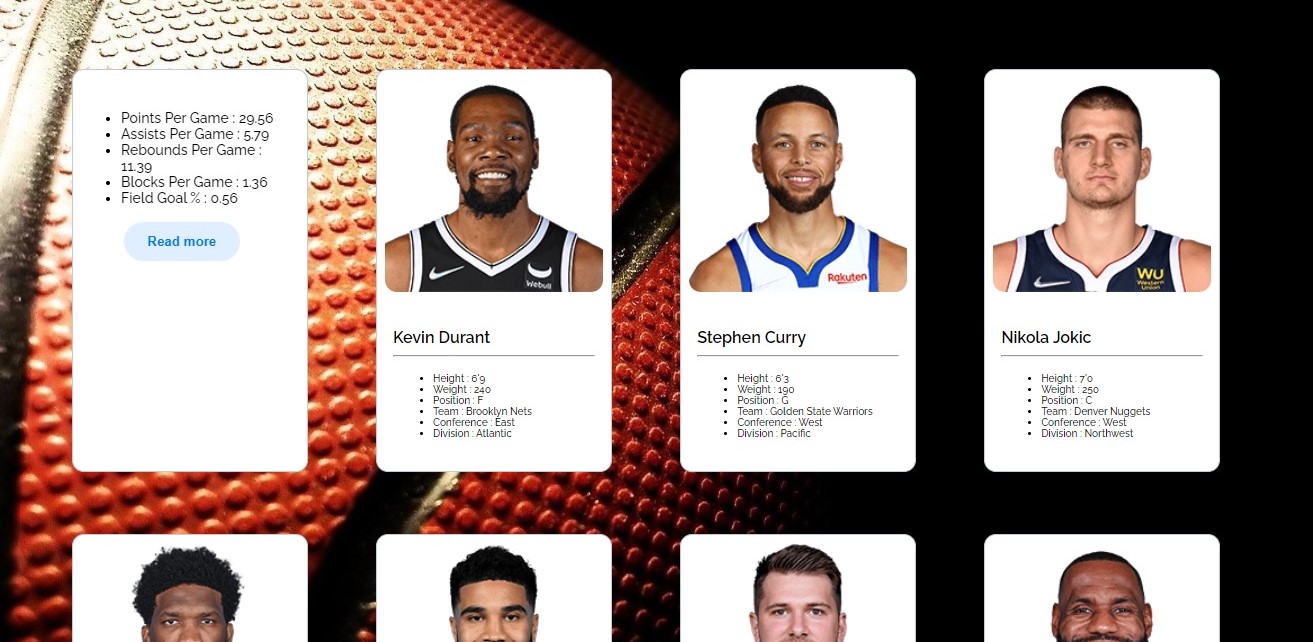 Points Per Game : 29.56
Assists Per Game : 5.79
Rebounds Per Game :
11.39
Blocks Per Game : 1.36
Field Goal % : 0.56
Read more
Webull
Kevin Durant
Height : 6'9
Weight : 240
Position : F
Team : Brooklyn Nets
Conference : East
Division : Atlantic
Rakuten
Stephen Curry
Height : 6'3
Weight : 190
Position : G
Team : Golden State Warriors
Conference : West
Division : Pacific
WU
Western
Union
Nikola Jokic
Height : 7'0
Weight : 250
Position : C
Team : Denver Nuggets
Conference : West
Division : Northwest